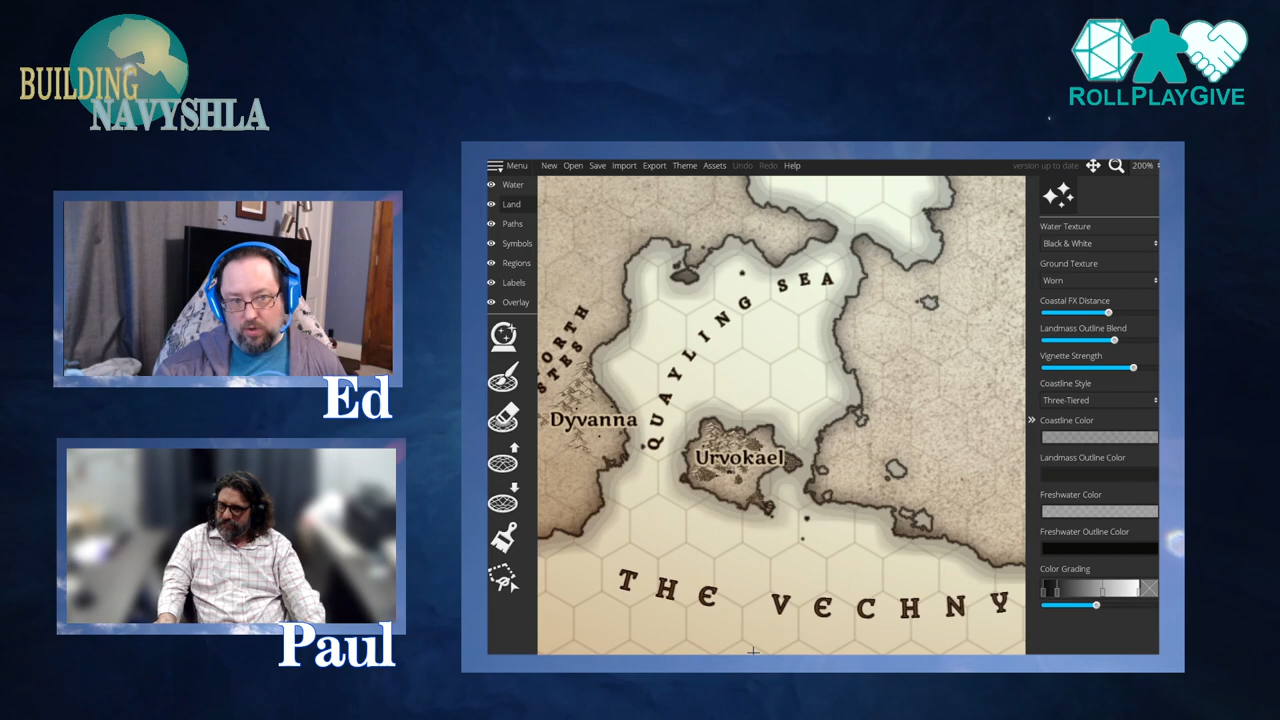 BUILDING
NAVYSHLA
ROLLPLAYGIVE
Ed
Paul
Menu New Open Save Import Export Theme Assets Undo Redo Help version up to date 200%
Water
Land
Paths
Symbols
Regions
Labels
Overlay
QUAYLING SEA
Dyvanna
Urvokael
THE VECHNY
Water Texture
Black & White
Ground Texture
Worn
Coastal FX Distance
Landmass Outline Blend
Vignette Strength
Coastline Style
Three-Tiered
Coastline Color
Landmass Outline Color
Freshwater Color
Freshwater Outline Color
Color Grading